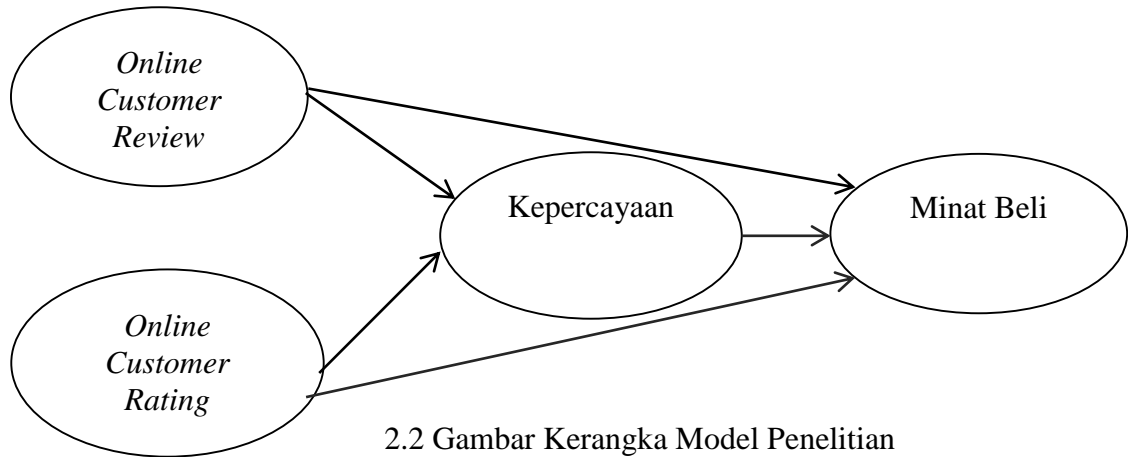 Online
Customer
Review
Kepercayaan
Minat Beli
Online
Customer
Rating
2.2 Gambar Kerangka Model Penelitian